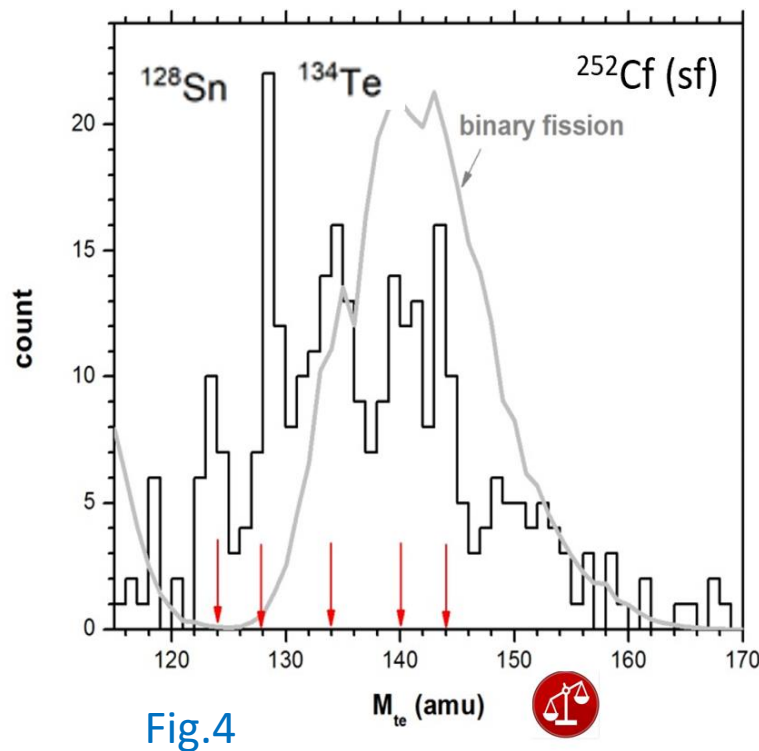 ¹²⁸Sn ¹³⁴Te ²⁵²Cf (sf)
binary fission
20
15
10
5
0
count
120 130 140 150 160 170
M_te (amu)
Fig.4